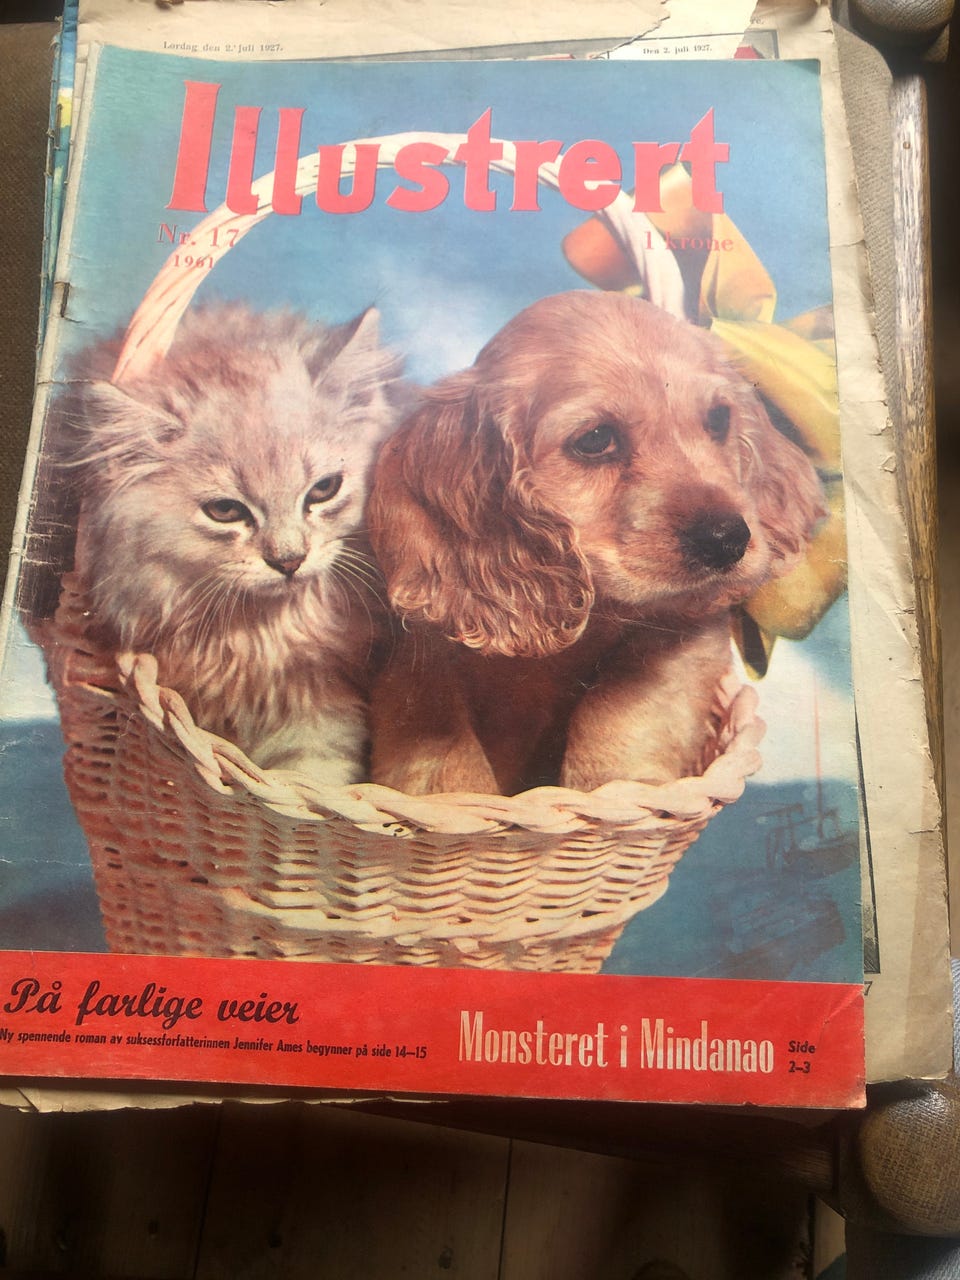 Lørdag den 2. juli 1927.
Den 2. juli 1927.
Illustrert
Nr. 17
1 krone
1961
På farlige veier
Ny spennende roman av suksessforfatterinnen Jennifer Ames begynner på side 14—15
Monsteret i Mindanao
Side
2–3
7